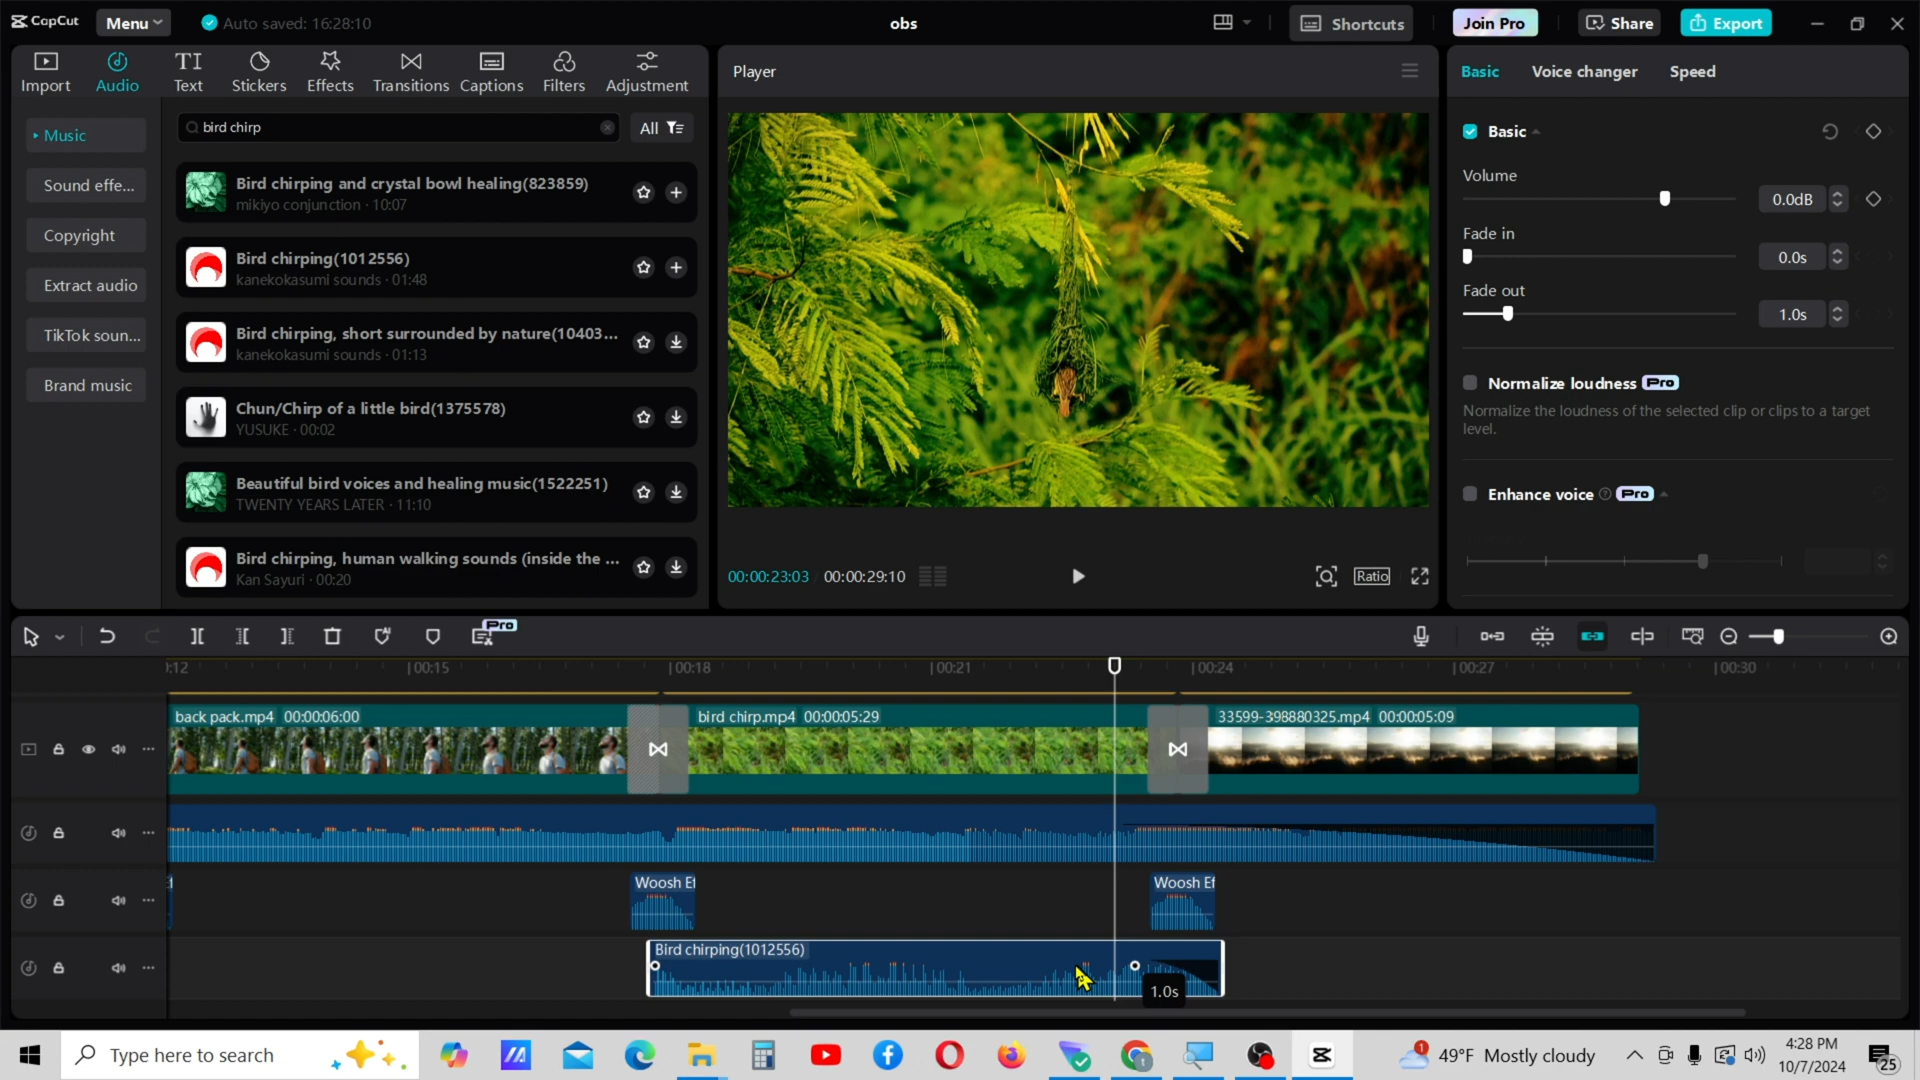 CapCut
Menu
Auto saved: 16:28:10
obs
Shortcuts
Join Pro
Share
Export
Import
Audio
TI
Text
Stickers
Effects
Transitions
Captions
Filters
Adjustment
Music
Sound effe...
Copyright
Extract audio
TikTok soun...
Brand music
bird chirp
All
Bird chirping and crystal bowl healing(823859)
mikiyo conjunction · 10:07
Bird chirping(1012556)
kanekokasumi sounds · 01:48
Bird chirping, short surrounded by nature(10403...
kanekokasumi sounds · 01:13
Chun/Chirp of a little bird(1375578)
YUSUKE · 00:02
Beautiful bird voices and healing music(1522251)
TWENTY YEARS LATER · 11:10
Bird chirping, human walking sounds (inside the ...
Kan Sayuri · 00:20
Player
00:00:23:03
00:00:29:10
Ratio
Basic
Voice changer
Speed
Basic
Volume
0.0dB
Fade in
0.0s
Fade out
1.0s
Normalize loudness Pro
Normalize the loudness of the selected clip or clips to a target
level.
Enhance voice Pro
Pro
):12
00:15
00:18
00:21
00:24
00:27
00:30
back pack.mp4 00:00:06:00
bird chirp.mp4 00:00:05:29
33599-398880325.mp4 00:00:05:09
Woosh Ef
Woosh Ef
Bird chirping(1012556)
1.0s
Type here to search
1
49°F Mostly cloudy
4:28 PM
10/7/2024
25